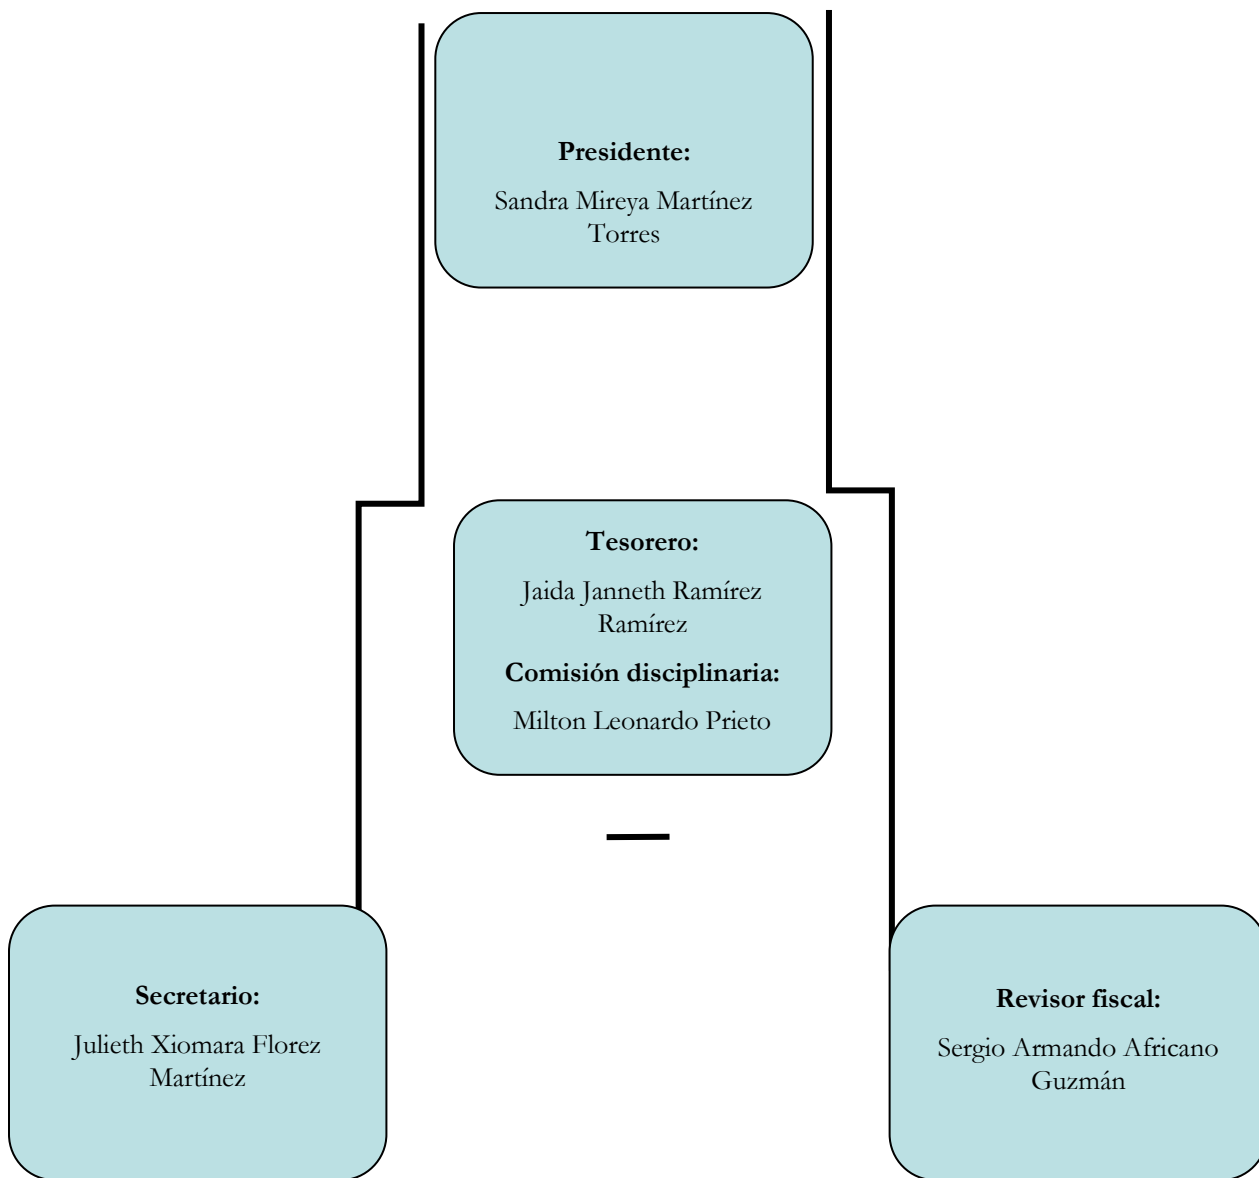 Presidente:
Sandra Mireya Martínez
Torres
Tesorero:
Jaida Janneth Ramírez
Ramírez
Comisión disciplinaria:
Milton Leonardo Prieto
Secretario:
Julieth Xiomara Florez
Martínez
Revisor fiscal:
Sergio Armando Africano
Guzmán